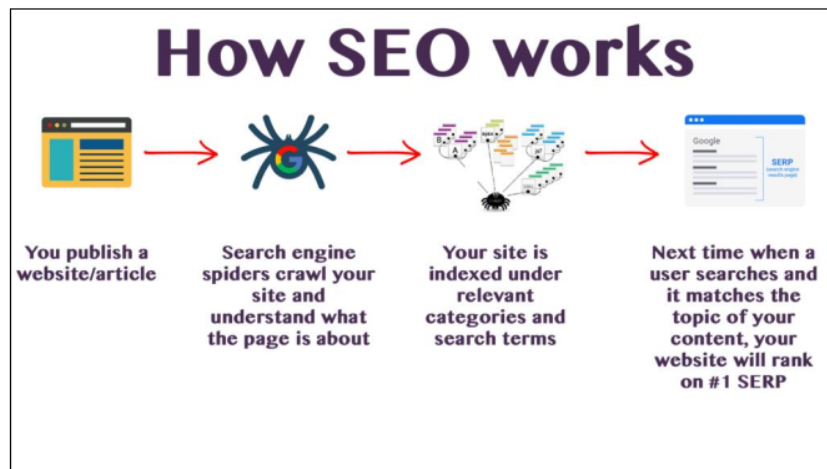 How SEO works
G
B
A
Google
SERP
(search engine
results page)
You publish a
website/article
Search engine
spiders crawl your
site and
understand what
the page is about
Your site is
indexed under
relevant
categories and
search terms
Next time when a
user searches and
it matches the
topic of your
content, your
website will rank
on #1 SERP